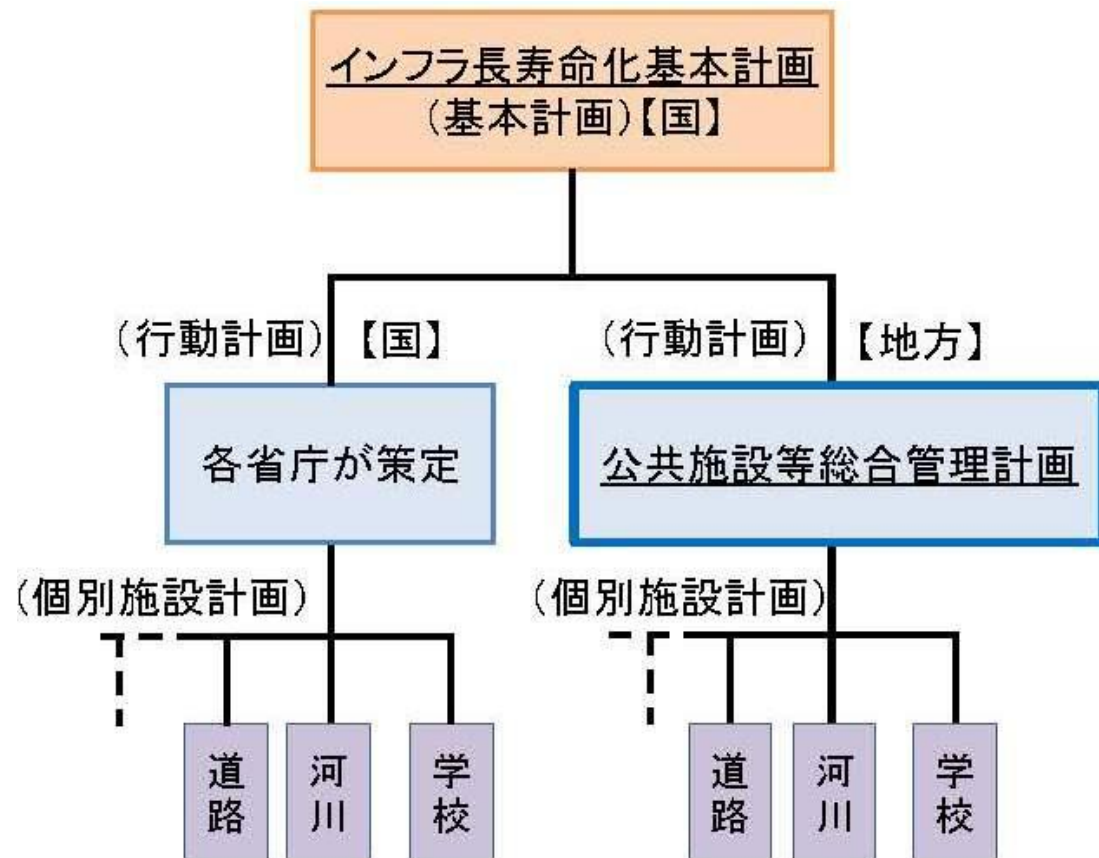 インフラ長寿命化基本計画
(基本計画)【国】
(行動計画)【国】
(行動計画)【地方】
各省庁が策定
公共施設等総合管理計画
(個別施設計画)
(個別施設計画)
道路
河川
学校
道路
河川
学校